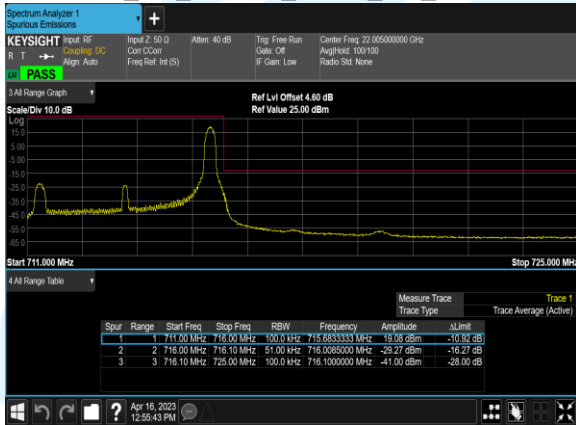 Spectrum Analyzer 1
Spurious Emissions
KEYSIGHT Input: RF Input Z: 50 Ω Atten: 40 dB Trig: Free Run Center Freq: 22.005000000 GHz
R T Coupling: DC Corr CCorr Gate: Off Avg|Hold: 100/100
Align: Auto Freq Ref: Int (S) IF Gain: Low Radio Std: None
PASS
3 All Range Graph
Ref Lvl Offset 4.60 dB
Scale/Div 10.0 dB Ref Value 25.00 dBm
Log
15.0
5.00
-5.00
-15.0
-25.0
-35.0
-45.0
-55.0
-65.0
Start 711.000 MHz Stop 725.000 MHz
4 All Range Table
Measure Trace Trace 1
Trace Type Trace Average (Active)
Spur Range Start Freq Stop Freq RBW Frequency Amplitude ΔLimit
1 1 711.00 MHz 716.00 MHz 100.0 kHz 715.6833333 MHz 19.08 dBm -10.92 dB
2 2 716.00 MHz 716.10 MHz 51.00 kHz 716.0085000 MHz -29.27 dBm -16.27 dB
3 3 716.10 MHz 725.00 MHz 100.0 kHz 716.1000000 MHz -41.00 dBm -28.00 dB
? Apr 16, 2023
12:55:43 PM